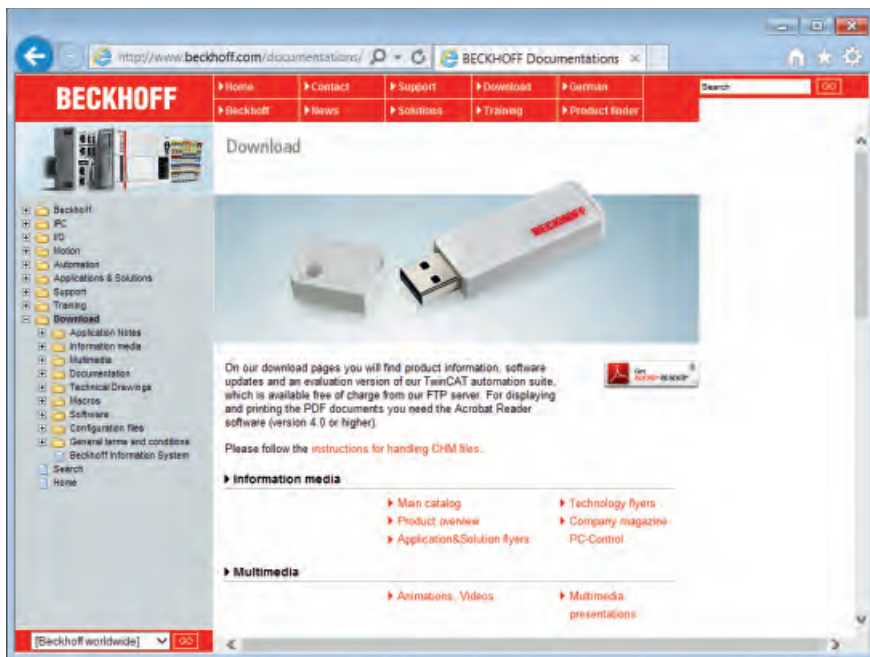 http://www.beckhoff.com/documentations/
BECKHOFF Documentations
BECKHOFF
Home
Contact
Support
Download
German
Beckhoff
News
Solutions
Training
Product finder
Search
GO
Download
BECKHOFF
Beckhoff
IPC
I/O
Motion
Automation
Applications & Solutions
Support
Training
Download
Application Notes
Information media
Multimedia
Documentation
Technical Drawings
Macros
Software
Configuration files
General terms and conditions
Beckhoff Information System
Search
Home
On our download pages you will find product information, software
updates and an evaluation version of our TwinCAT automation suite,
which is available free of charge from our FTP server. For displaying
and printing the PDF documents you need the Acrobat Reader
software (version 4.0 or higher).
Get
ADOBE READER
Please follow the instructions for handling CHM files.
Information media
Main catalog
Product overview
Application&Solution flyers
Technology flyers
Company magazine
PC-Control
Multimedia
Animations, Videos
Multimedia
presentations
[Beckhoff worldwide]
GO